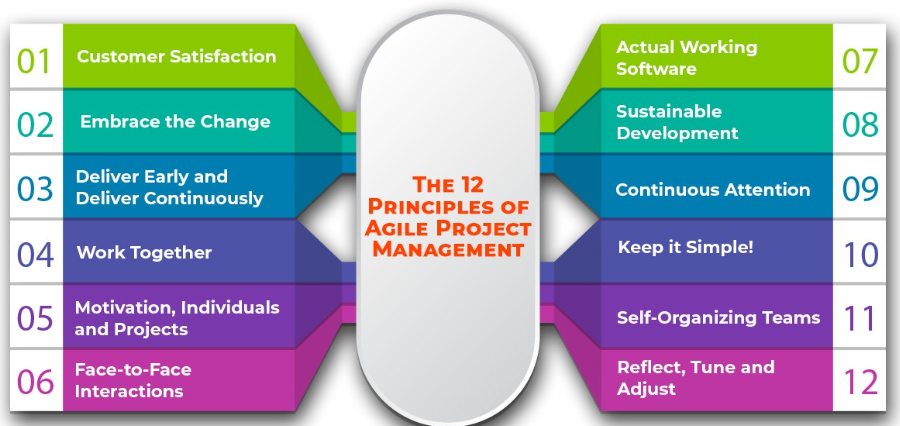 01
Customer Satisfaction
02
Embrace the Change
03
Deliver Early and
Deliver Continuously
04
Work Together
05
Motivation, Individuals
and Projects
06
Face-to-Face
Interactions
The 12
Principles of
Agile Project
Management
Actual Working
Software
07
Sustainable
Development
08
Continuous Attention
09
Keep it Simple!
10
Self-Organizing Teams
11
Reflect, Tune and
Adjust
12